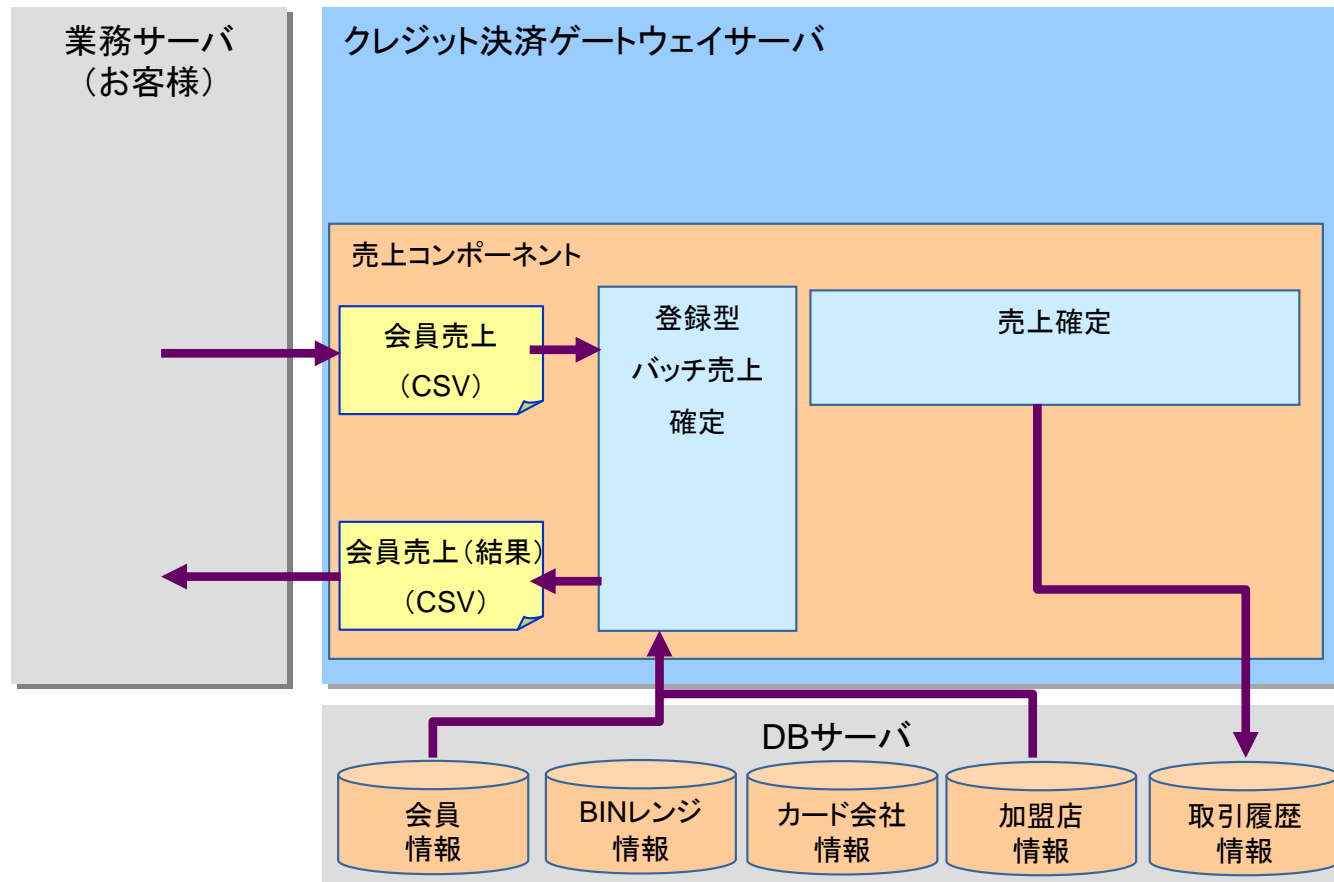 業務サーバ
（お客様）
クレジット決済ゲートウェイサーバ
売上コンポーネント
会員売上
（CSV）
登録型
バッチ売上
確定
売上確定
会員売上（結果）
（CSV）
DBサーバ
会員
情報
BINレンジ
情報
カード会社
情報
加盟店
情報
取引履歴
情報